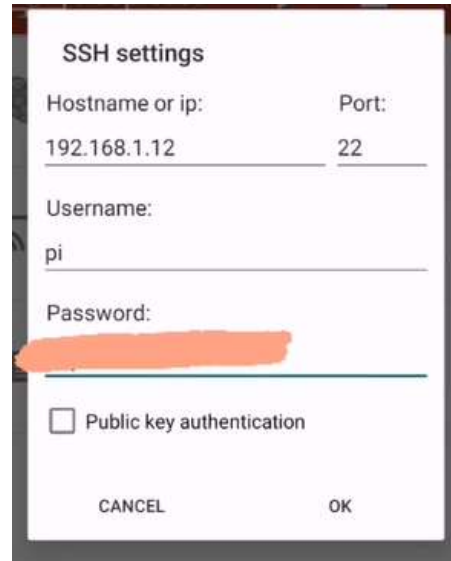 SSH settings
Hostname or ip: Port:
192.168.1.12 22
Username:
pi
Password:
Public key authentication
CANCEL OK